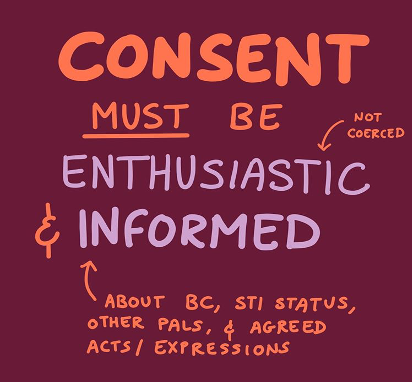 CONSENT
MUST BE
NOT
COERCED
ENTHUSIASTIC
& INFORMED
ABOUT BC, STI STATUS,
OTHER PALS, & AGREED
ACTS/EXPRESSIONS